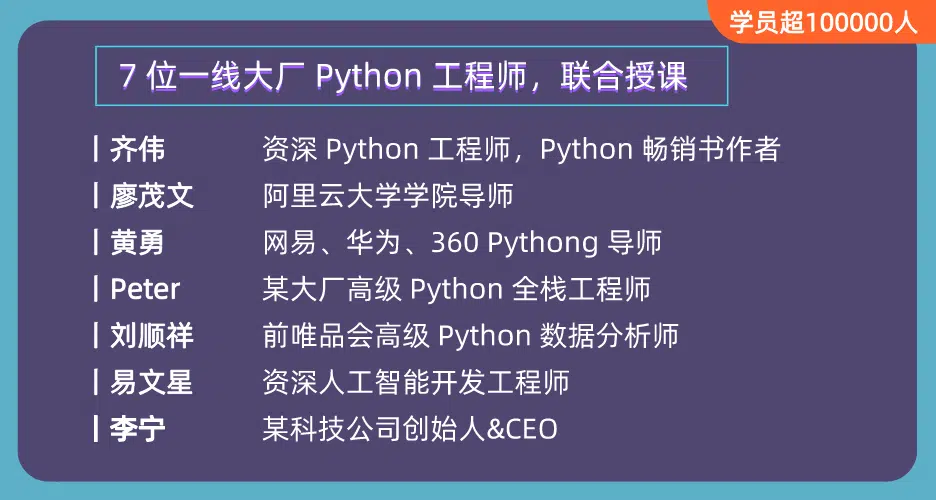 学员超100000人
7 位一线大厂 Python 工程师，联合授课
齐伟 资深 Python 工程师，Python 畅销书作者
廖茂文 阿里云大学学院导师
黄勇 网易、华为、360 Pythong 导师
Peter 某大厂高级 Python 全栈工程师
刘顺祥 前唯品会高级 Python 数据分析师
易文星 资深人工智能开发工程师
李宁 某科技公司创始人&CEO